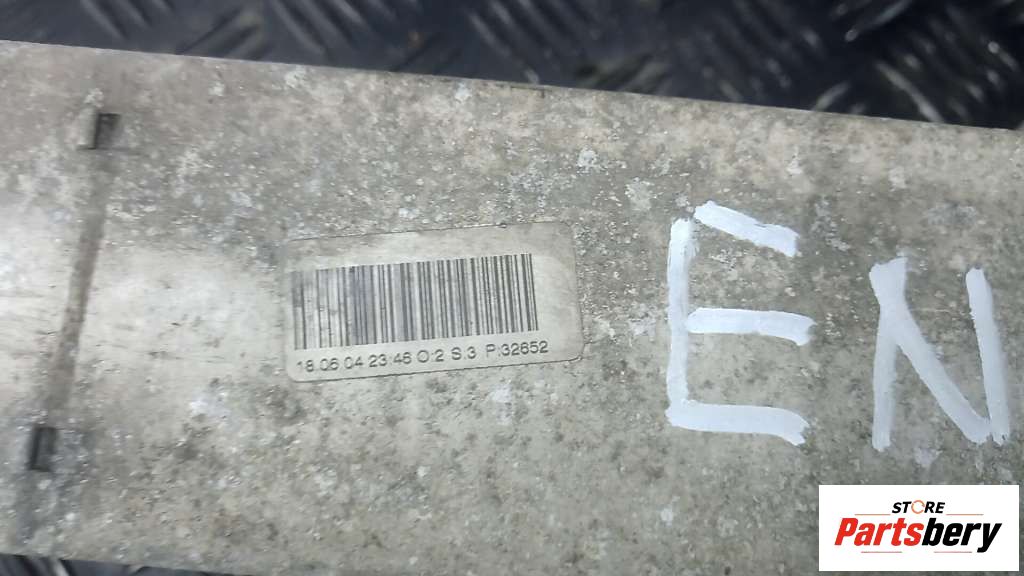 18.06.04 23:46 O:2 S:3 P:32652
EN
STORE
Partsbery